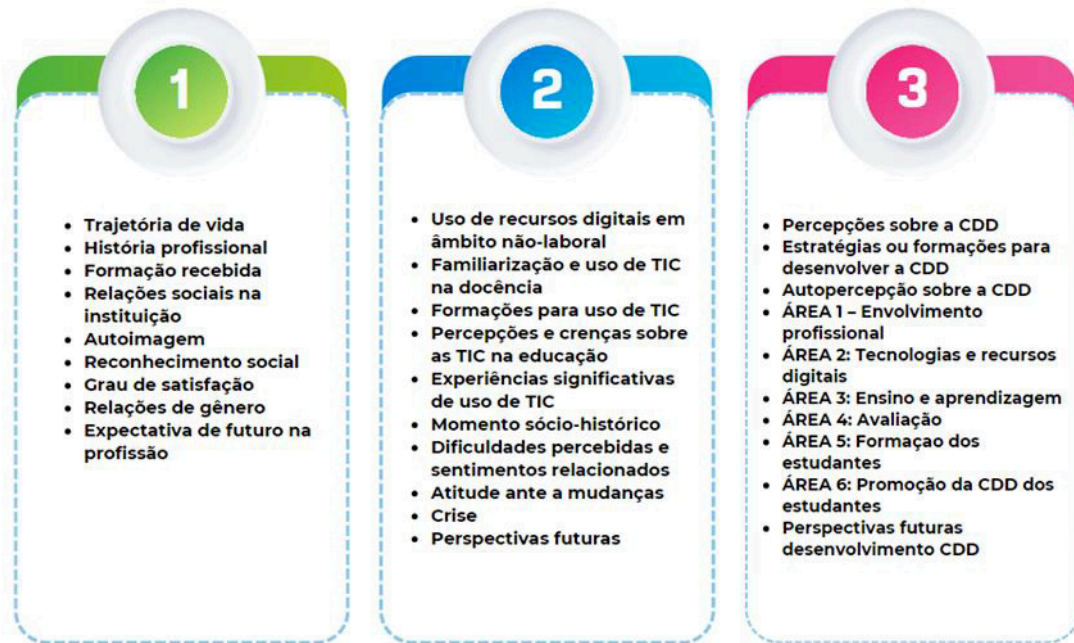 1
• Trajetória de vida
• História profissional
• Formação recebida
• Relações sociais na
instituição
• Autoimagem
• Reconhecimento social
• Grau de satisfação
• Relações de gênero
• Expectativa de futuro na
profissão
2
• Uso de recursos digitais em
âmbito não-laboral
• Familiarização e uso de TIC
na docência
• Formações para uso de TIC
• Percepções e crenças sobre
as TIC na educação
• Experiências significativas
de uso de TIC
• Momento sócio-histórico
• Dificuldades percebidas e
sentimentos relacionados
• Atitude ante a mudanças
• Crise
• Perspectivas futuras
3
• Percepções sobre a CDD
• Estratégias ou formações para
desenvolver a CDD
• Autopercepção sobre a CDD
• ÁREA 1 – Envolvimento
profissional
• ÁREA 2: Tecnologias e recursos
digitais
• ÁREA 3: Ensino e aprendizagem
• ÁREA 4: Avaliação
• ÁREA 5: Formaçao dos
estudantes
• ÁREA 6: Promoção da CDD dos
estudantes
• Perspectivas futuras
desenvolvimento CDD